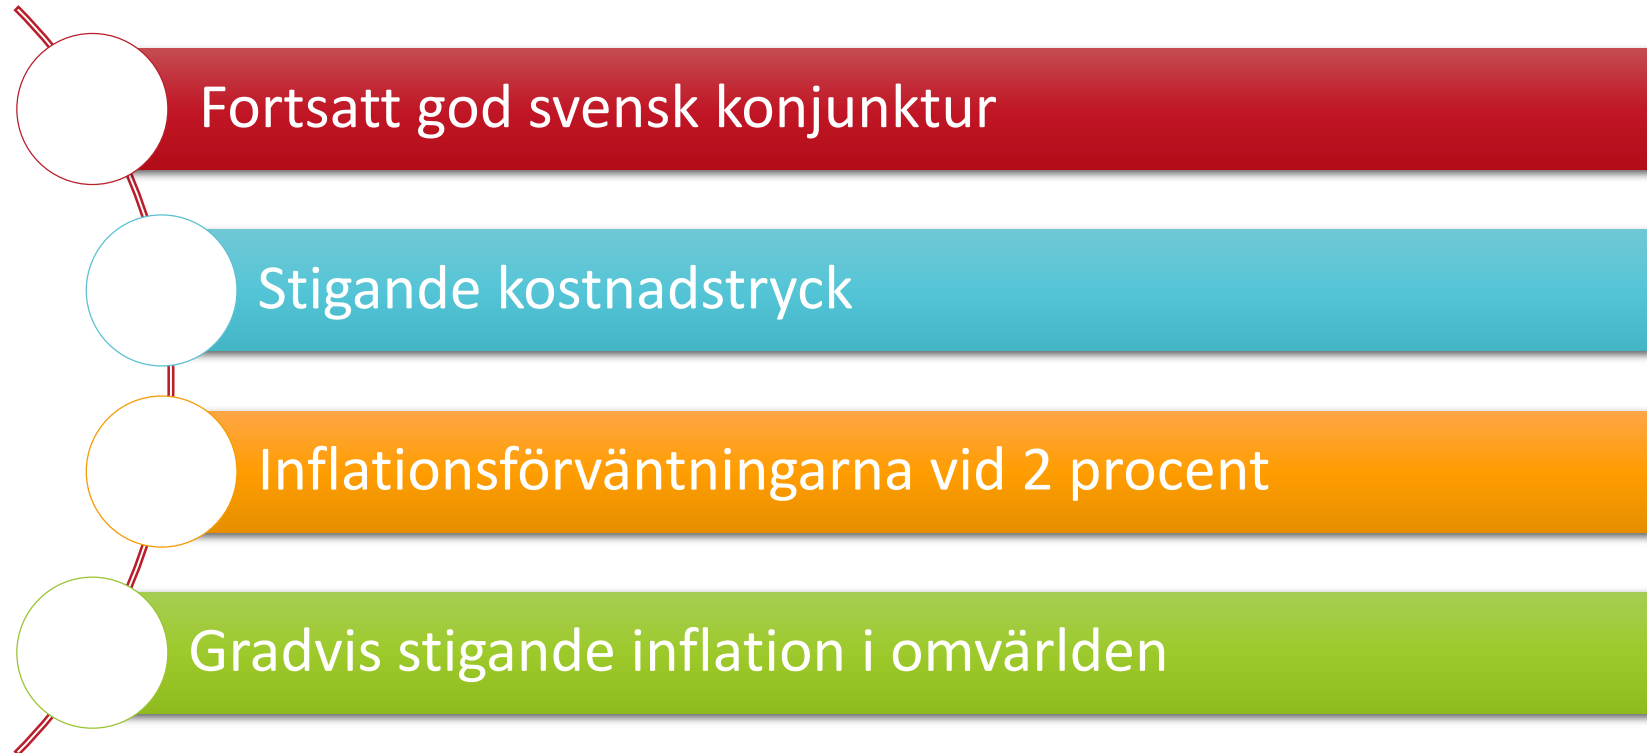 Fortsatt god svensk konjunktur
Stigande kostnadstryck
Inflationsförväntningarna vid 2 procent
Gradvis stigande inflation i omvärlden